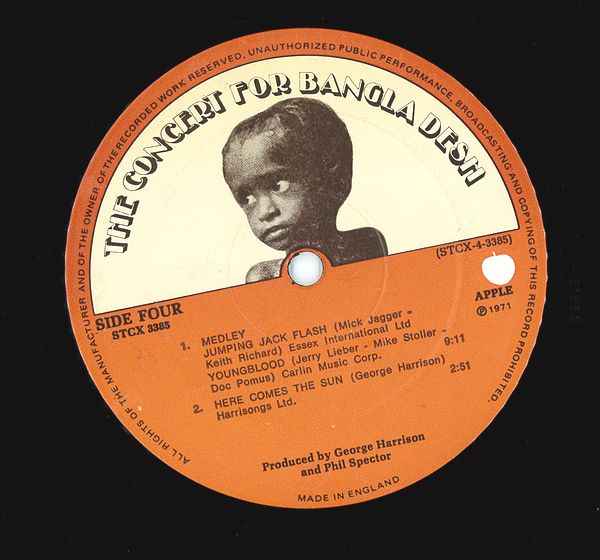 ALL RIGHTS OF THE MANUFACTURER AND OF THE OWNER OF THE RECORDED WORK RESERVED, UNAUTHORIZED PUBLIC PERFORMANCE, BROADCASTING AND COPYING OF THIS RECORD PROHIBITED.
THE CONCERT FOR BANGLA DESH
(STCX-4-3385)
SIDE FOUR
STCX 3385
APPLE
℗ 1971
1. MEDLEY
JUMPING JACK FLASH (Mick Jagger -
Keith Richard) Essex International Ltd
YOUNGBLOOD (Jerry Lieber - Mike Stoller -
Doc Pomus) Carlin Music Corp. 9:11
2. HERE COMES THE SUN (George Harrison) 2:51
Harrisongs Ltd.
Produced by George Harrison
and Phil Spector
MADE IN ENGLAND